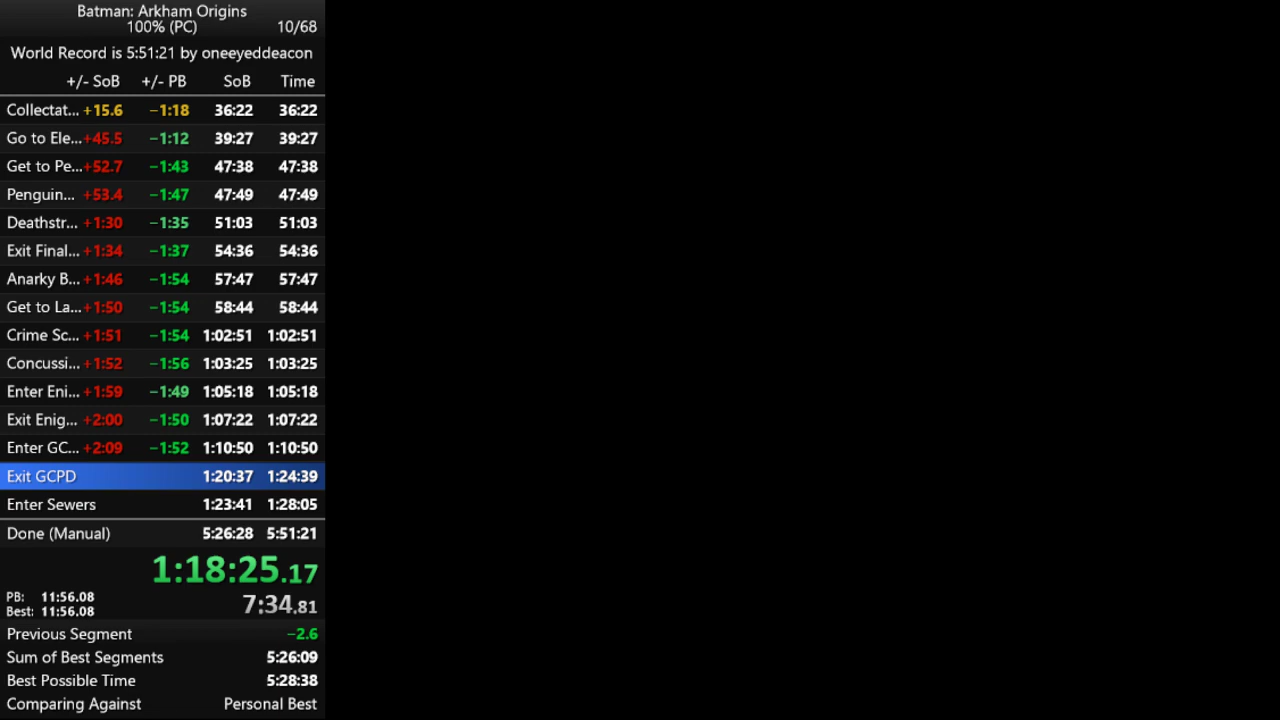 Batman: Arkham Origins
100% (PC) 10/68
World Record is 5:51:21 by oneeyeddeacon
+/- SoB +/- PB SoB Time
Collectat... +15.6 −1:18 36:22 36:22
Go to Ele... +45.5 −1:12 39:27 39:27
Get to Pe... +52.7 −1:43 47:38 47:38
Penguin... +53.4 −1:47 47:49 47:49
Deathstr... +1:30 −1:35 51:03 51:03
Exit Final... +1:34 −1:37 54:36 54:36
Anarky B... +1:46 −1:54 57:47 57:47
Get to La... +1:50 −1:54 58:44 58:44
Crime Sc... +1:51 −1:54 1:02:51 1:02:51
Concussi... +1:52 −1:56 1:03:25 1:03:25
Enter Eni... +1:59 −1:49 1:05:18 1:05:18
Exit Enig... +2:00 −1:50 1:07:22 1:07:22
Enter GC... +2:09 −1:52 1:10:50 1:10:50
Exit GCPD 1:20:37 1:24:39
Enter Sewers 1:23:41 1:28:05
Done (Manual) 5:26:28 5:51:21
1:18:25.17
PB: 11:56.08
Best: 11:56.08
7:34.81
Previous Segment −2.6
Sum of Best Segments 5:26:09
Best Possible Time 5:28:38
Comparing Against Personal Best